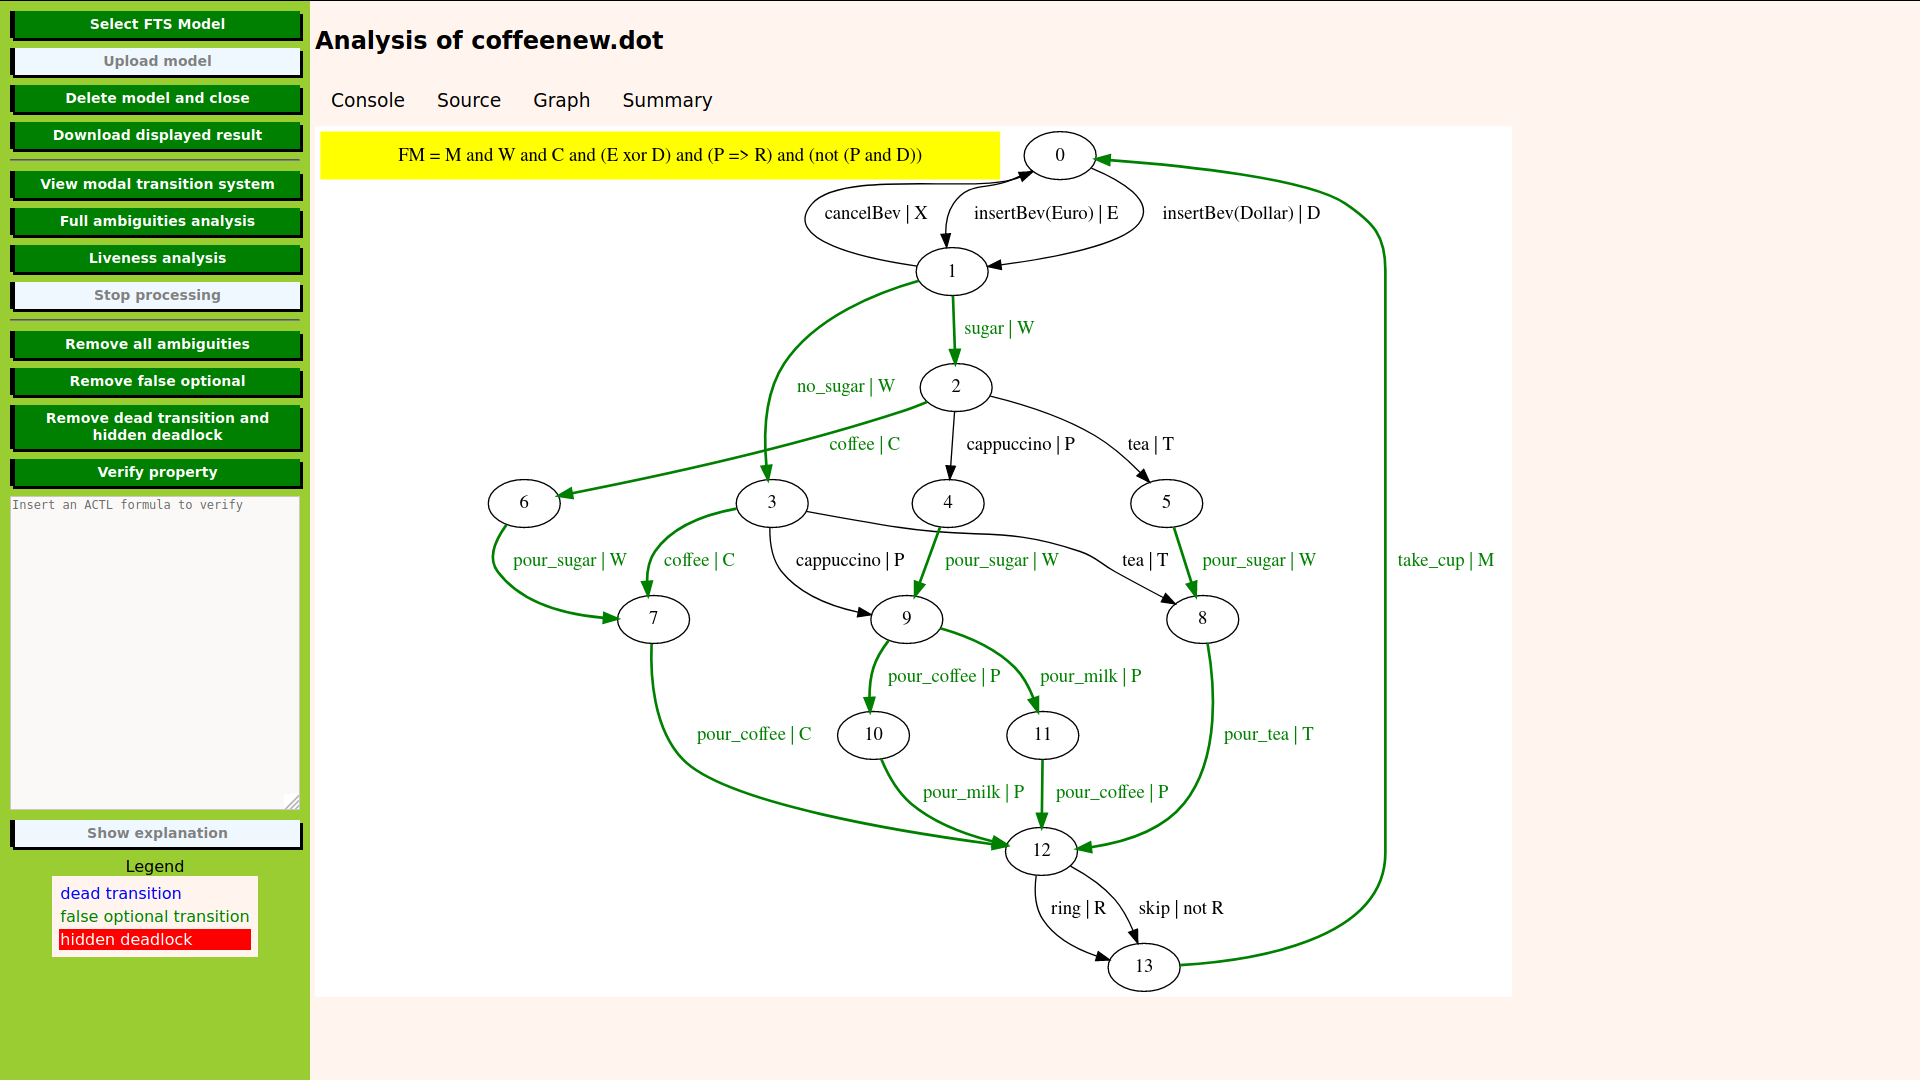 Select FTS Model
Upload model
Delete model and close
Download displayed result
View modal transition system
Full ambiguities analysis
Liveness analysis
Stop processing
Remove all ambiguities
Remove false optional
Remove dead transition and
hidden deadlock
Verify property
Insert an ACTL formula to verify
Show explanation
Legend
dead transition
false optional transition
hidden deadlock
Analysis of coffeenew.dot
Console Source Graph Summary
FM = M and W and C and (E xor D) and (P => R) and (not (P and D))
0
cancelBev | X
insertBev(Euro) | E
insertBev(Dollar) | D
1
sugar | W
no_sugar | W
2
coffee | C
cappuccino | P
tea | T
6
3
4
5
pour_sugar | W
coffee | C
cappuccino | P
pour_sugar | W
tea | T
pour_sugar | W
take_cup | M
7
9
8
pour_coffee | P
pour_milk | P
pour_coffee | C
10
11
pour_tea | T
pour_milk | P
pour_coffee | P
12
ring | R
skip | not R
13